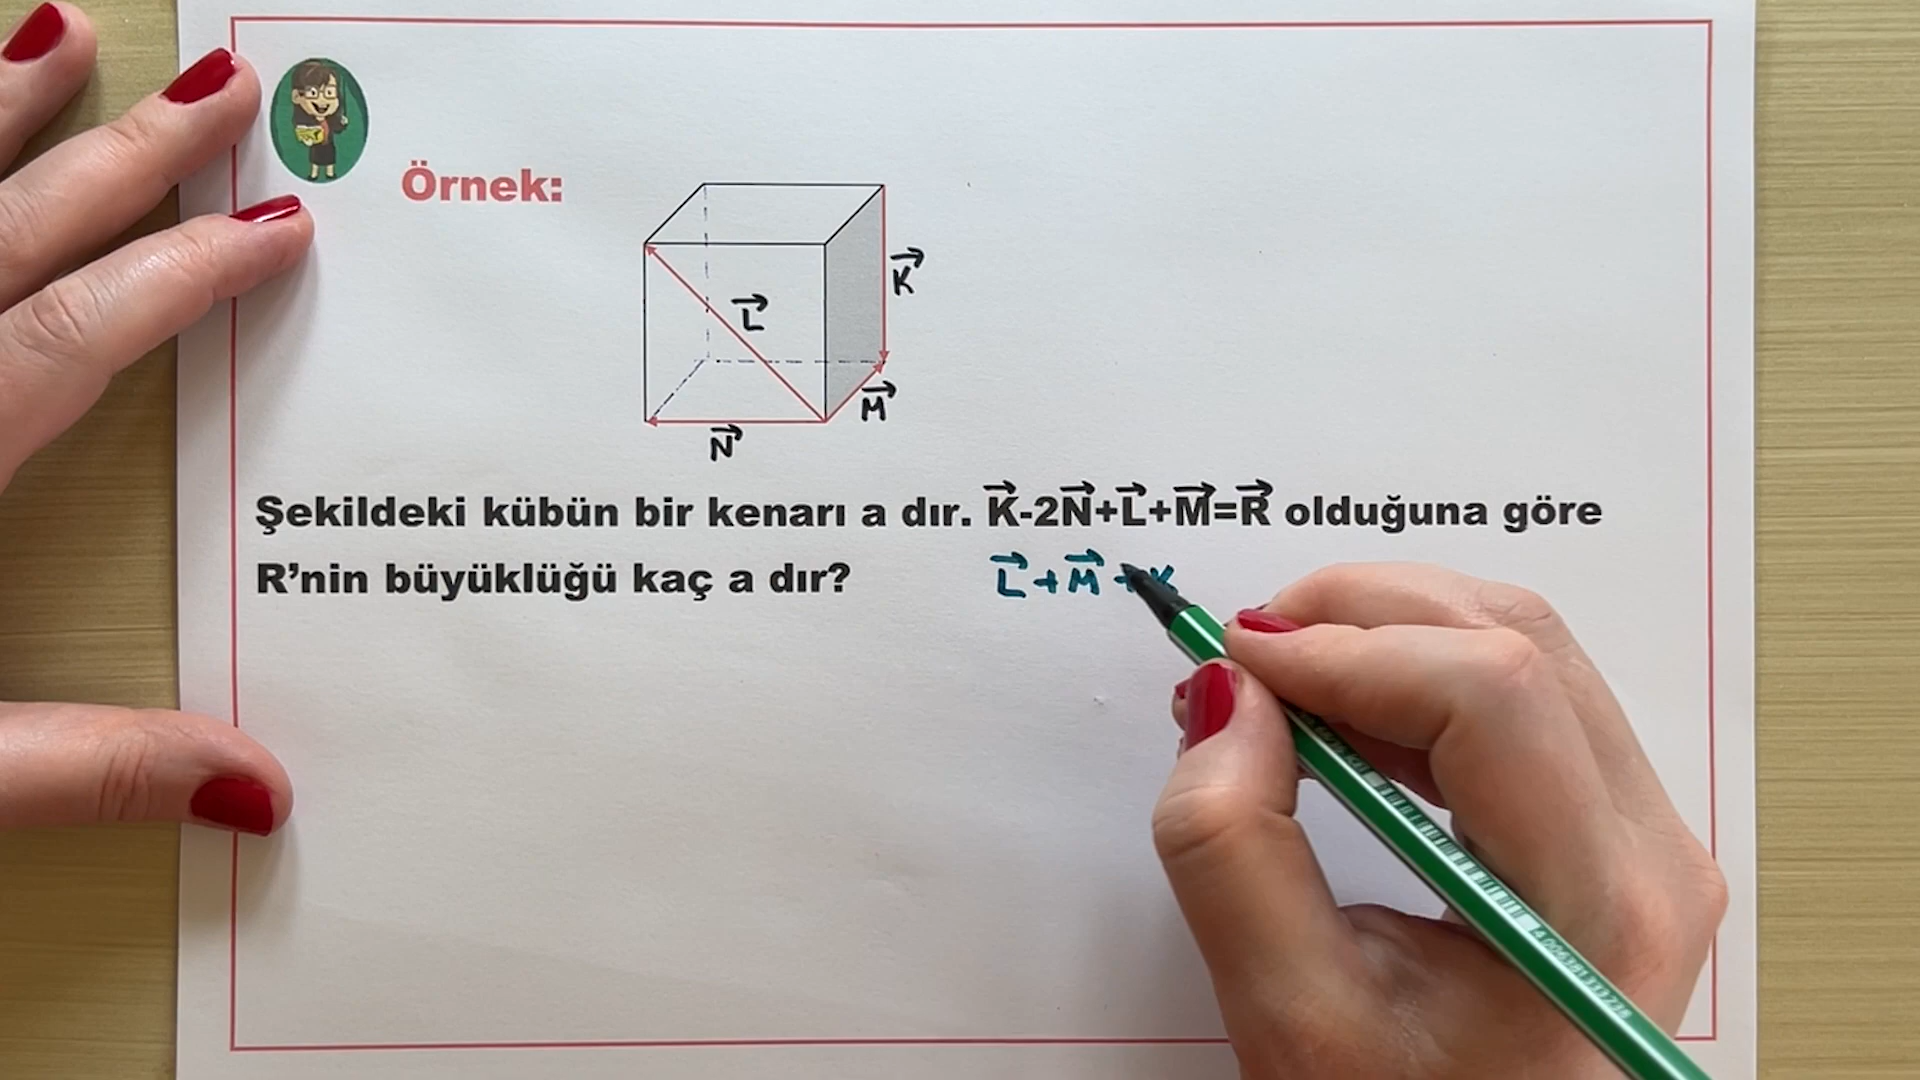 Örnek:
K
L
M
N
Şekildeki kübün bir kenarı a dır. K-2N+L+M=R olduğuna göre
R’nin büyüklüğü kaç a dır?
L+M+K